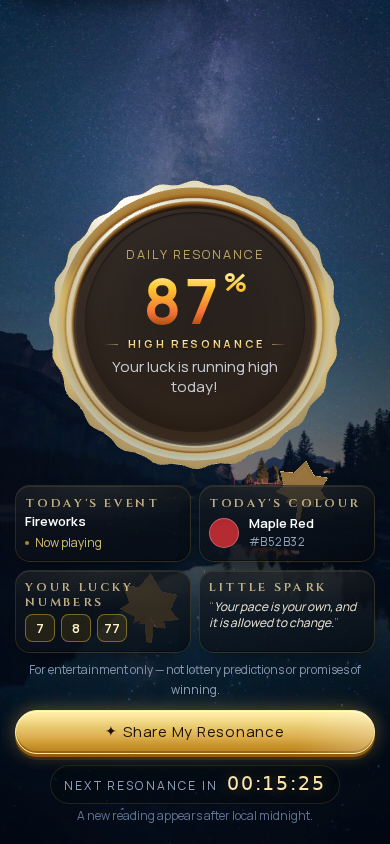 DAILY RESONANCE
87%
HIGH RESONANCE
Your luck is running high
today!
TODAY'S EVENT
Fireworks
Now playing
TODAY'S COLOUR
Maple Red
#B52B32
YOUR LUCKY
NUMBERS
7 8 77
LITTLE SPARK
"Your pace is your own, and
it is allowed to change."
For entertainment only — not lottery predictions or promises of
winning.
✦ Share My Resonance
NEXT RESONANCE IN 00:15:25
A new reading appears after local midnight.